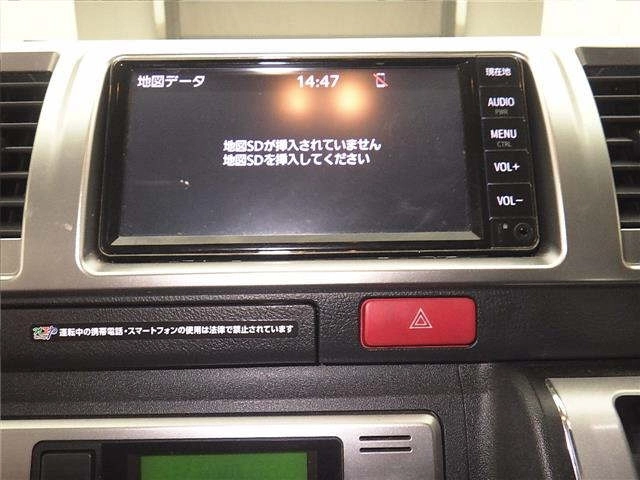 地図データ 14:47
現在地
AUDIO
PWR
MENU
CTRL
VOL+
VOL-
地図SDが挿入されていません
地図SDを挿入してください
運転中の携帯電話・スマートフォンの使用は法律で禁止されています